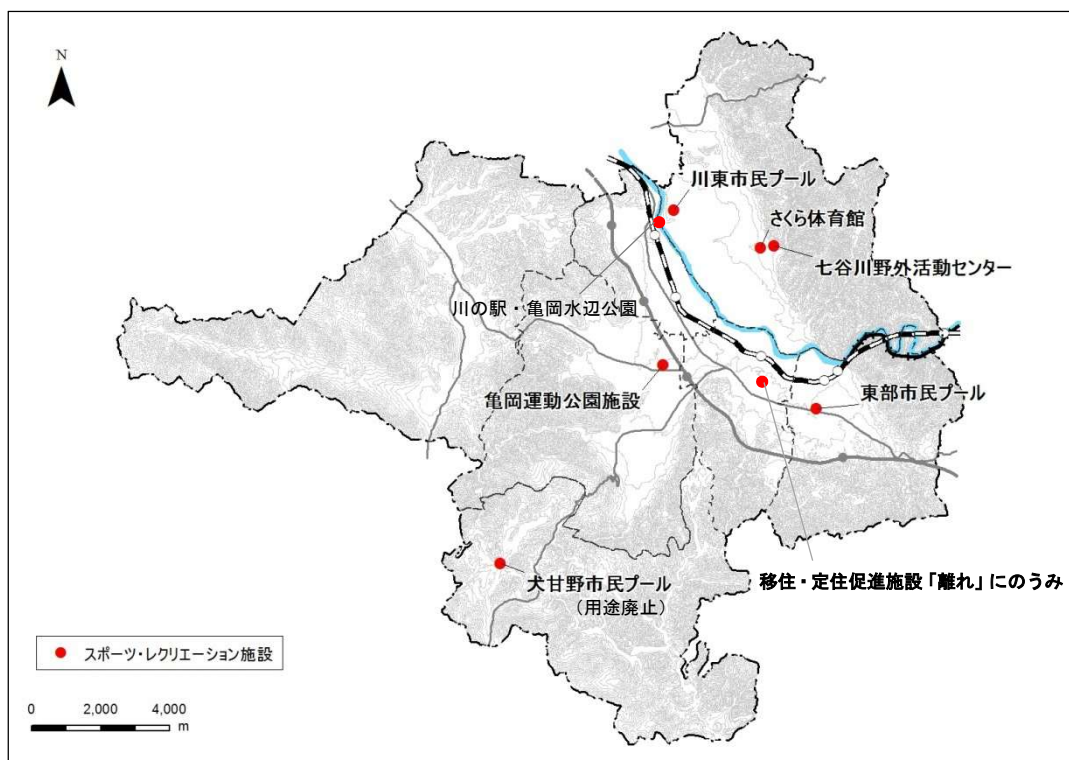 N
川東市民プール
さくら体育館
七谷川野外活動センター
川の駅・亀岡水辺公園
亀岡運動公園施設
東部市民プール
移住・定住促進施設「離れ」にのうみ
犬甘野市民プール
（用途廃止）
スポーツ・レクリエーション施設
0 2,000 4,000
m